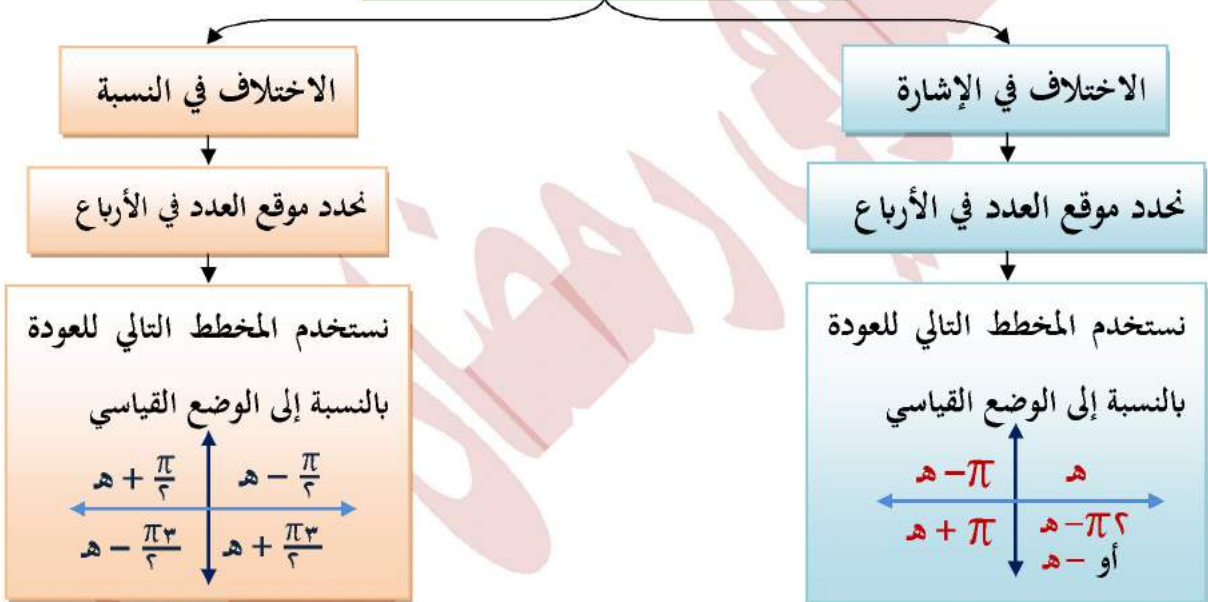 الاختلاف في الإشارة
نحدد موقع العدد في الأرباع
نستخدم المخطط التالي للعودة
بالنسبة إلى الوضع القياسي
هـ
π − هـ
π + هـ
٢π − هـ
أو − هـ
الاختلاف في النسبة
نحدد موقع العدد في الأرباع
نستخدم المخطط التالي للعودة
بالنسبة إلى الوضع القياسي
π/٢ − هـ
π/٢ + هـ
٣π/٢ − هـ
٣π/٢ + هـ